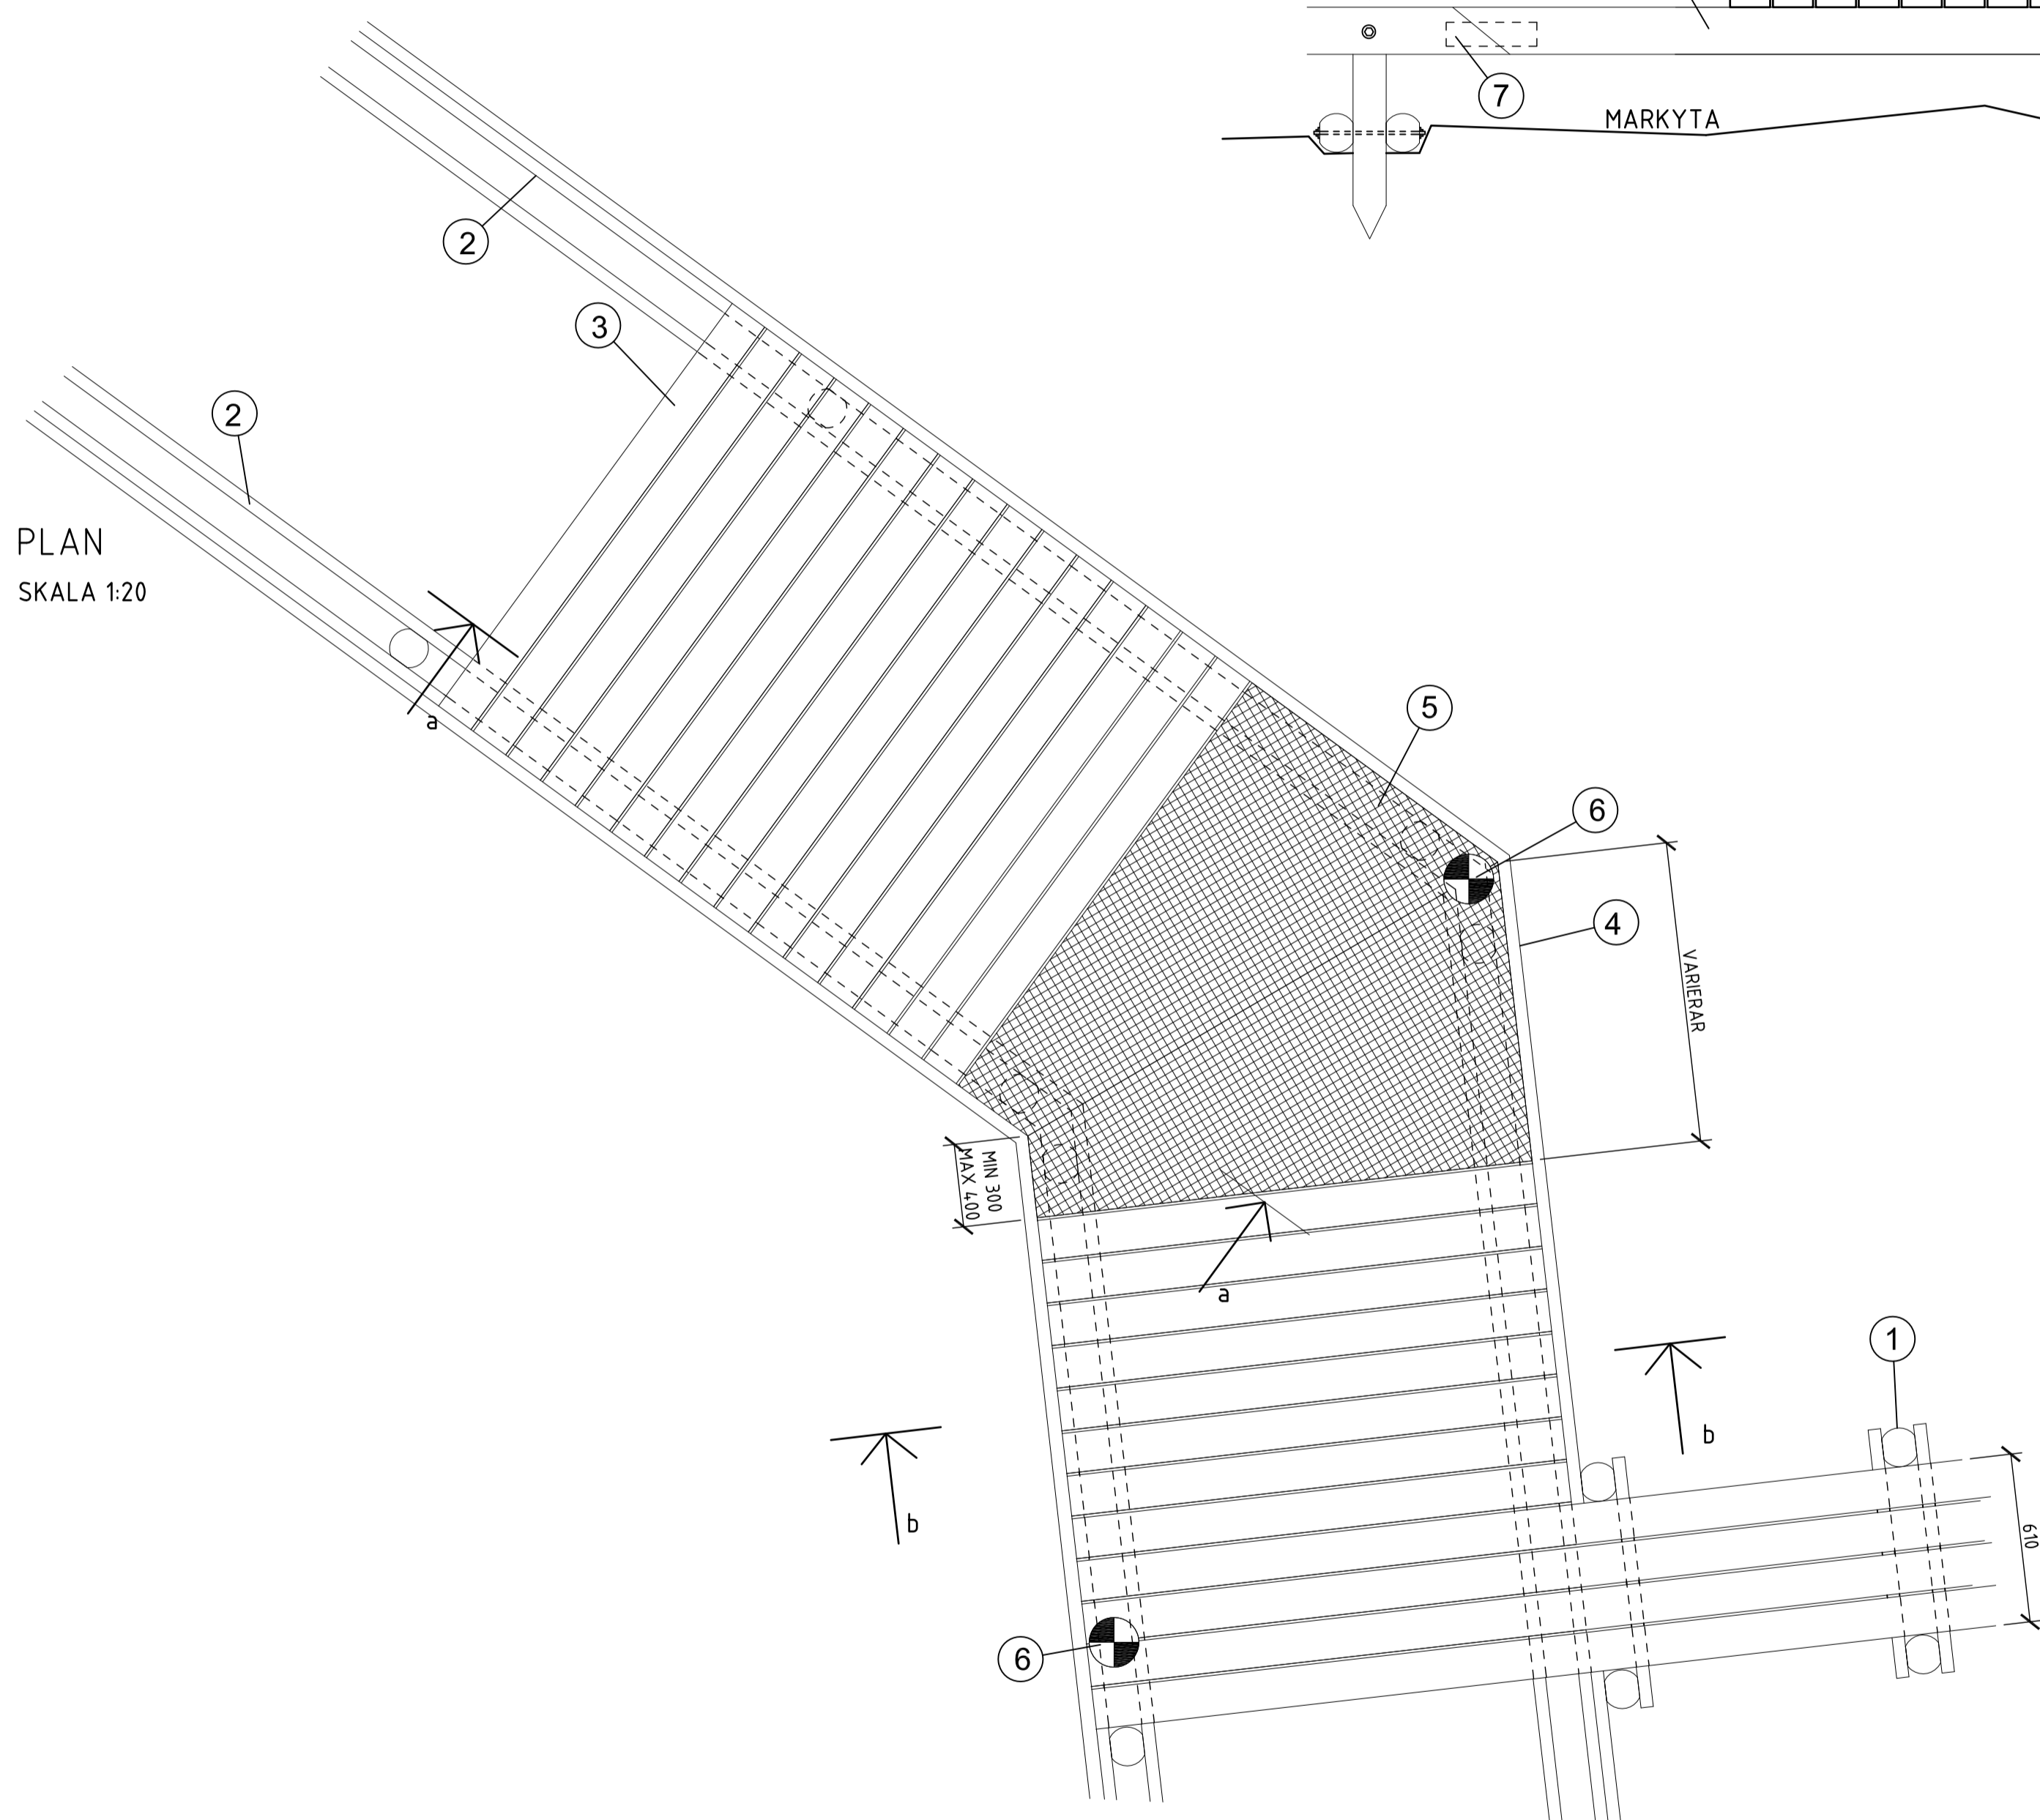 7
MARKYTA
2
3
2
PLAN
SKALA 1:20
a
5
6
4
VARIERAR
MIN 300
MAX 400
a
1
b
b
610
6